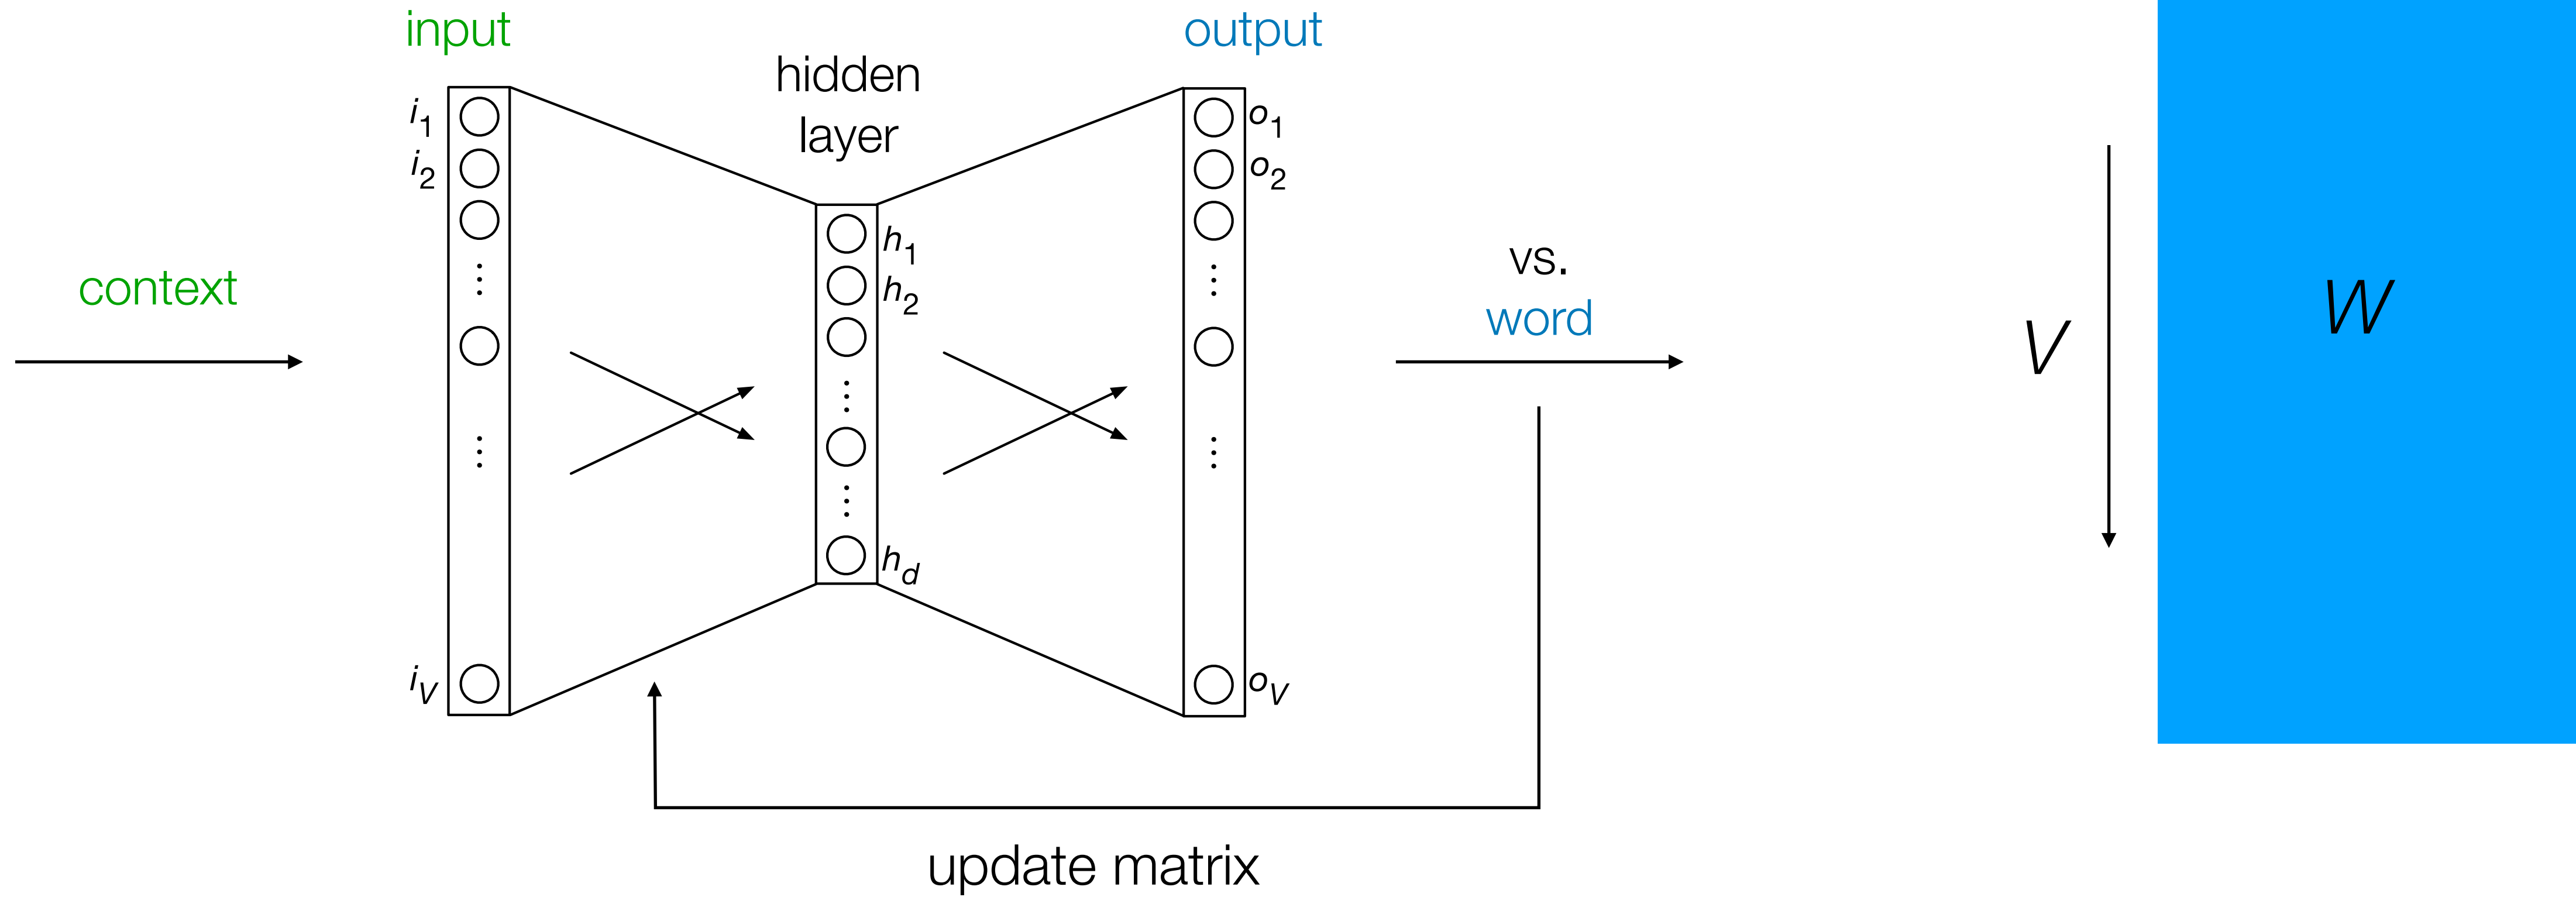 input
output
hidden
layer
i1
i2
iV
h1
h2
hd
o1
o2
oV
context
vs.
word
V
W
update matrix